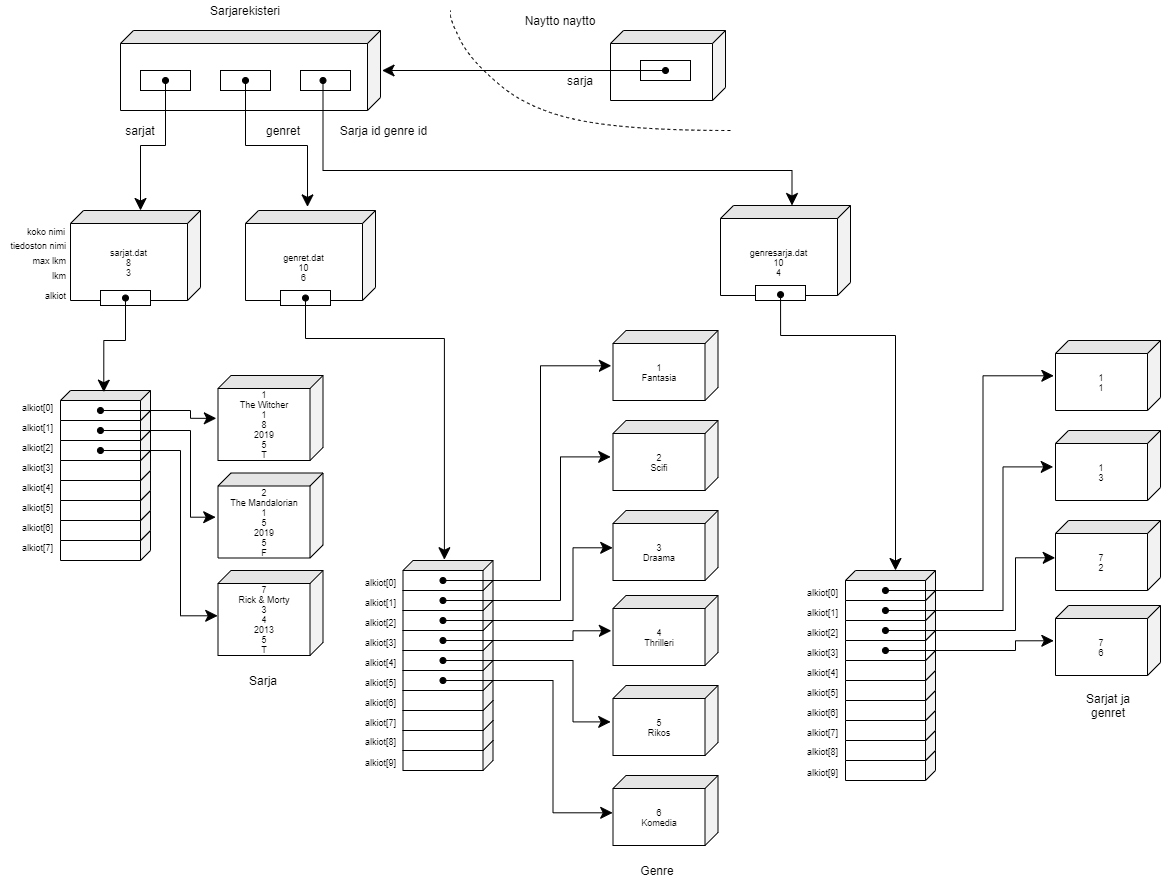 Sarjarekisteri
Naytto naytto
sarja
sarjat
genret
Sarja id genre id
koko nimi
tiedoston nimi
max lkm
lkm
alkiot
sarjat.dat
8
3
genret.dat
10
6
genresarja.dat
10
4
alkiot[0]
alkiot[1]
alkiot[2]
alkiot[3]
alkiot[4]
alkiot[5]
alkiot[6]
alkiot[7]
1
The Witcher
1
8
2019
5
T
2
The Mandalorian
1
5
2019
5
F
7
Rick & Morty
3
4
2013
5
T
Sarja
alkiot[0]
alkiot[1]
alkiot[2]
alkiot[3]
alkiot[4]
alkiot[5]
alkiot[6]
alkiot[7]
alkiot[8]
alkiot[9]
1
Fantasia
2
Scifi
3
Draama
4
Thrilleri
5
Rikos
6
Komedia
Genre
alkiot[0]
alkiot[1]
alkiot[2]
alkiot[3]
alkiot[4]
alkiot[5]
alkiot[6]
alkiot[7]
alkiot[8]
alkiot[9]
1
1
1
3
7
2
7
6
Sarjat ja
genret